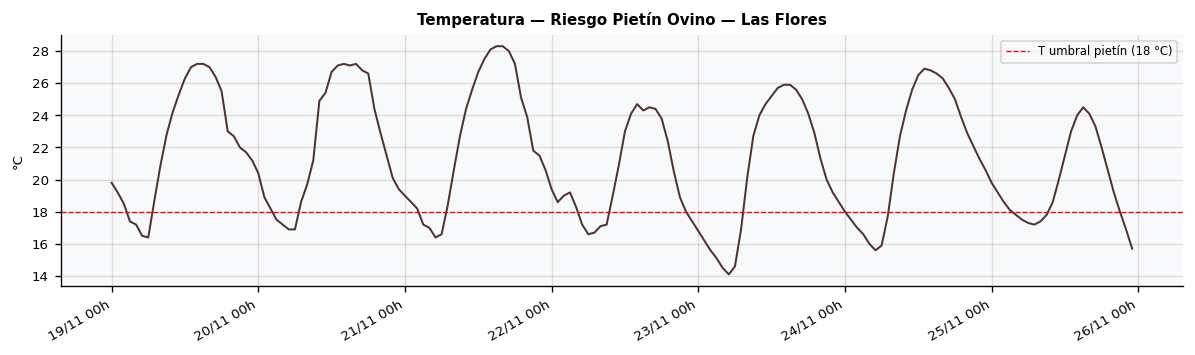 Temperatura — Riesgo Pietín Ovino — Las Flores
T umbral pietín (18 °C)
°C
28
26
24
22
20
18
16
14
19/11 00h
20/11 00h
21/11 00h
22/11 00h
23/11 00h
24/11 00h
25/11 00h
26/11 00h